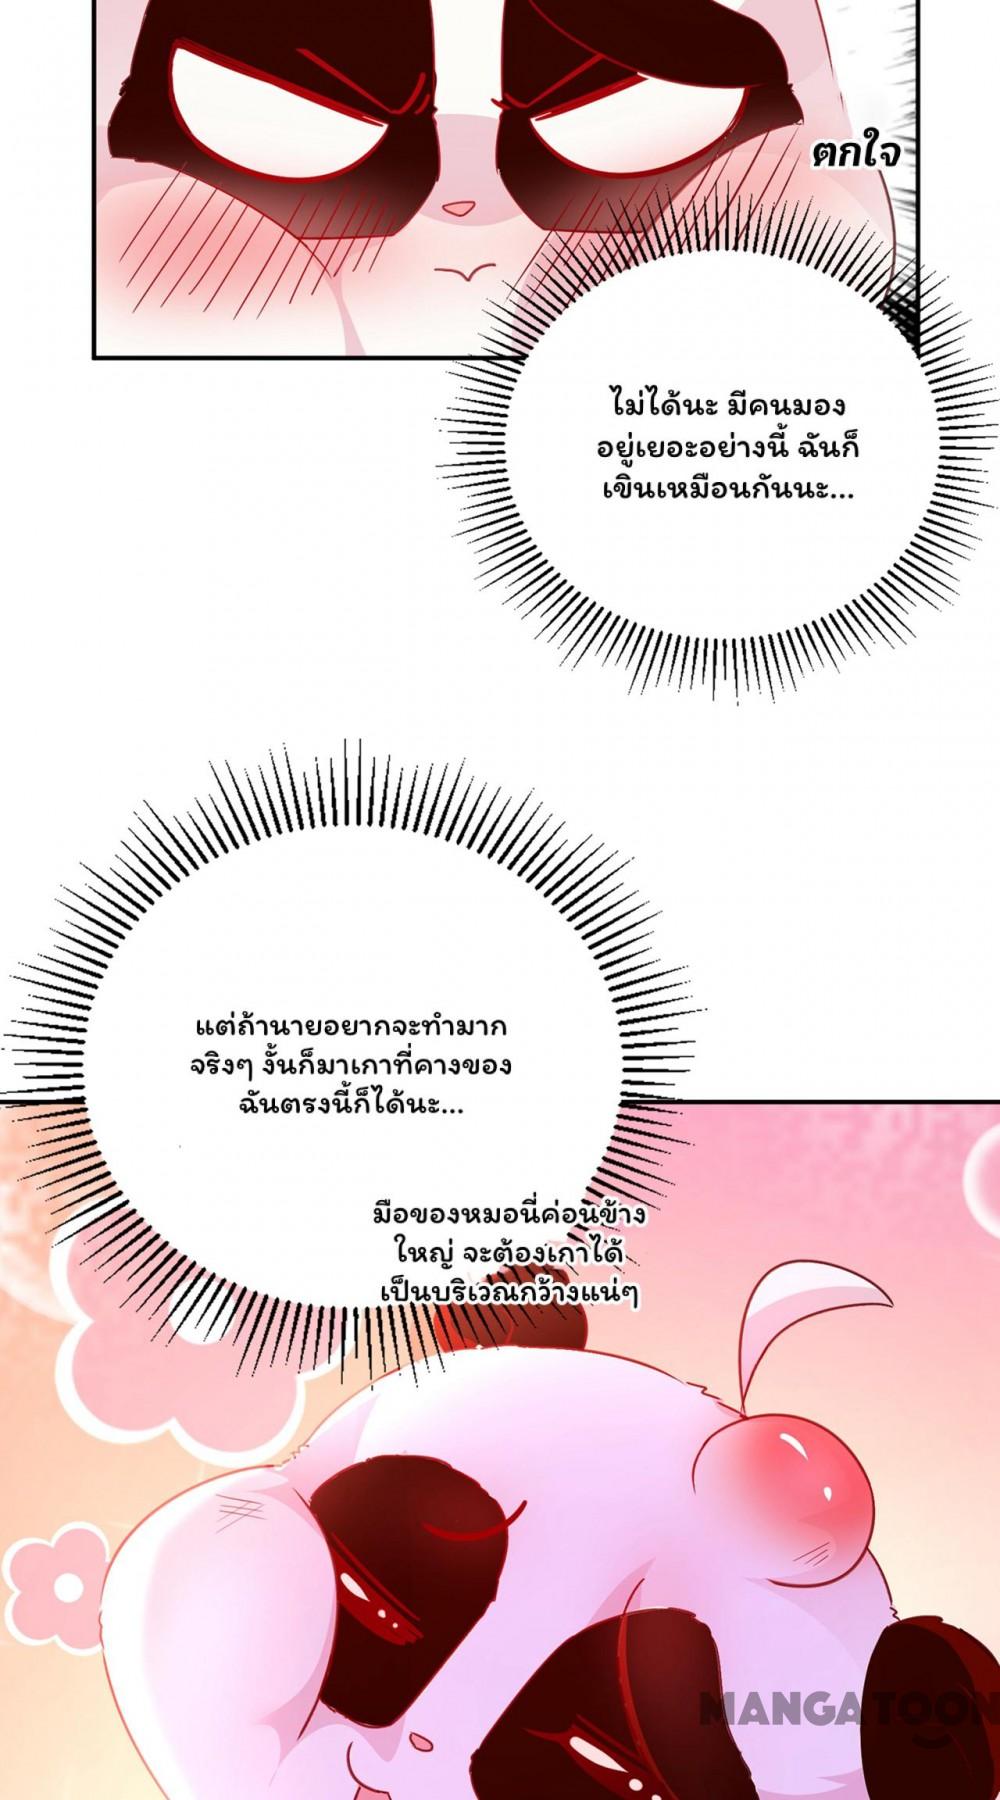 ตกใจ
ไม่ได้นะ มีคนมอง
อยู่เยอะอย่างนี้ ฉันก็
เขินเหมือนกันนะ...
แต่ถ้านายอยากจะทำมาก
จริงๆ งั้นก็มาเกาที่คางของ
ฉันตรงนี้ก็ได้นะ...
มือของหมอนี่ค่อนข้าง
ใหญ่ จะต้องเกาได้
เป็นบริเวณกว้างแน่ๆ
MANGATOON